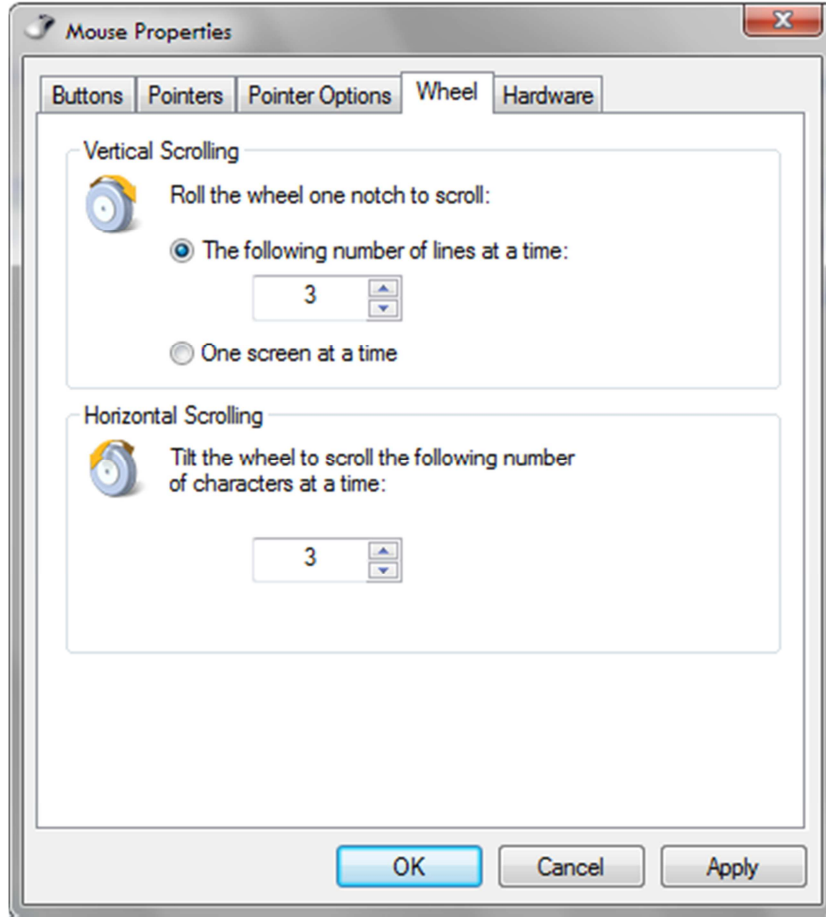 Mouse Properties
Buttons Pointers Pointer Options Wheel Hardware
Vertical Scrolling
Roll the wheel one notch to scroll:
The following number of lines at a time:
3
One screen at a time
Horizontal Scrolling
Tilt the wheel to scroll the following number
of characters at a time:
3
OK Cancel Apply